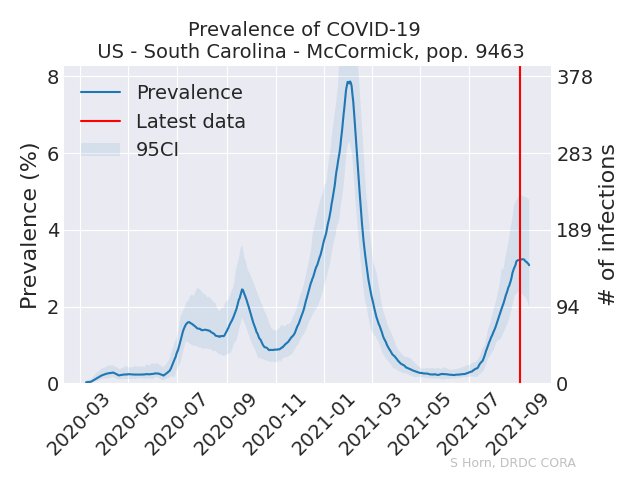 Prevalence of COVID-19
US - South Carolina - McCormick, pop. 9463
Prevalence
Latest data
95CI
Prevalence (%)
8
6
4
2
0
378
283
189
94
0
# of infections
2020-03
2020-05
2020-07
2020-09
2020-11
2021-01
2021-03
2021-05
2021-07
2021-09
S Horn, DRDC CORA